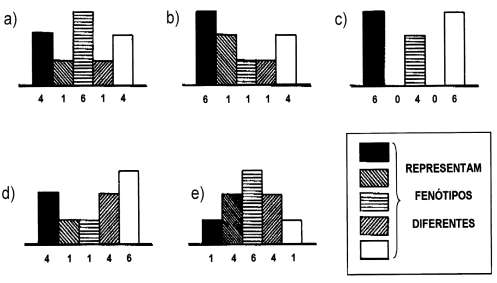 a)
4 1 6 1 4
b)
6 1 1 1 4
c)
6 0 4 0 6
d)
4 1 1 4 6
e)
1 4 6 4 1
REPRESENTAM
FENÓTIPOS
DIFERENTES